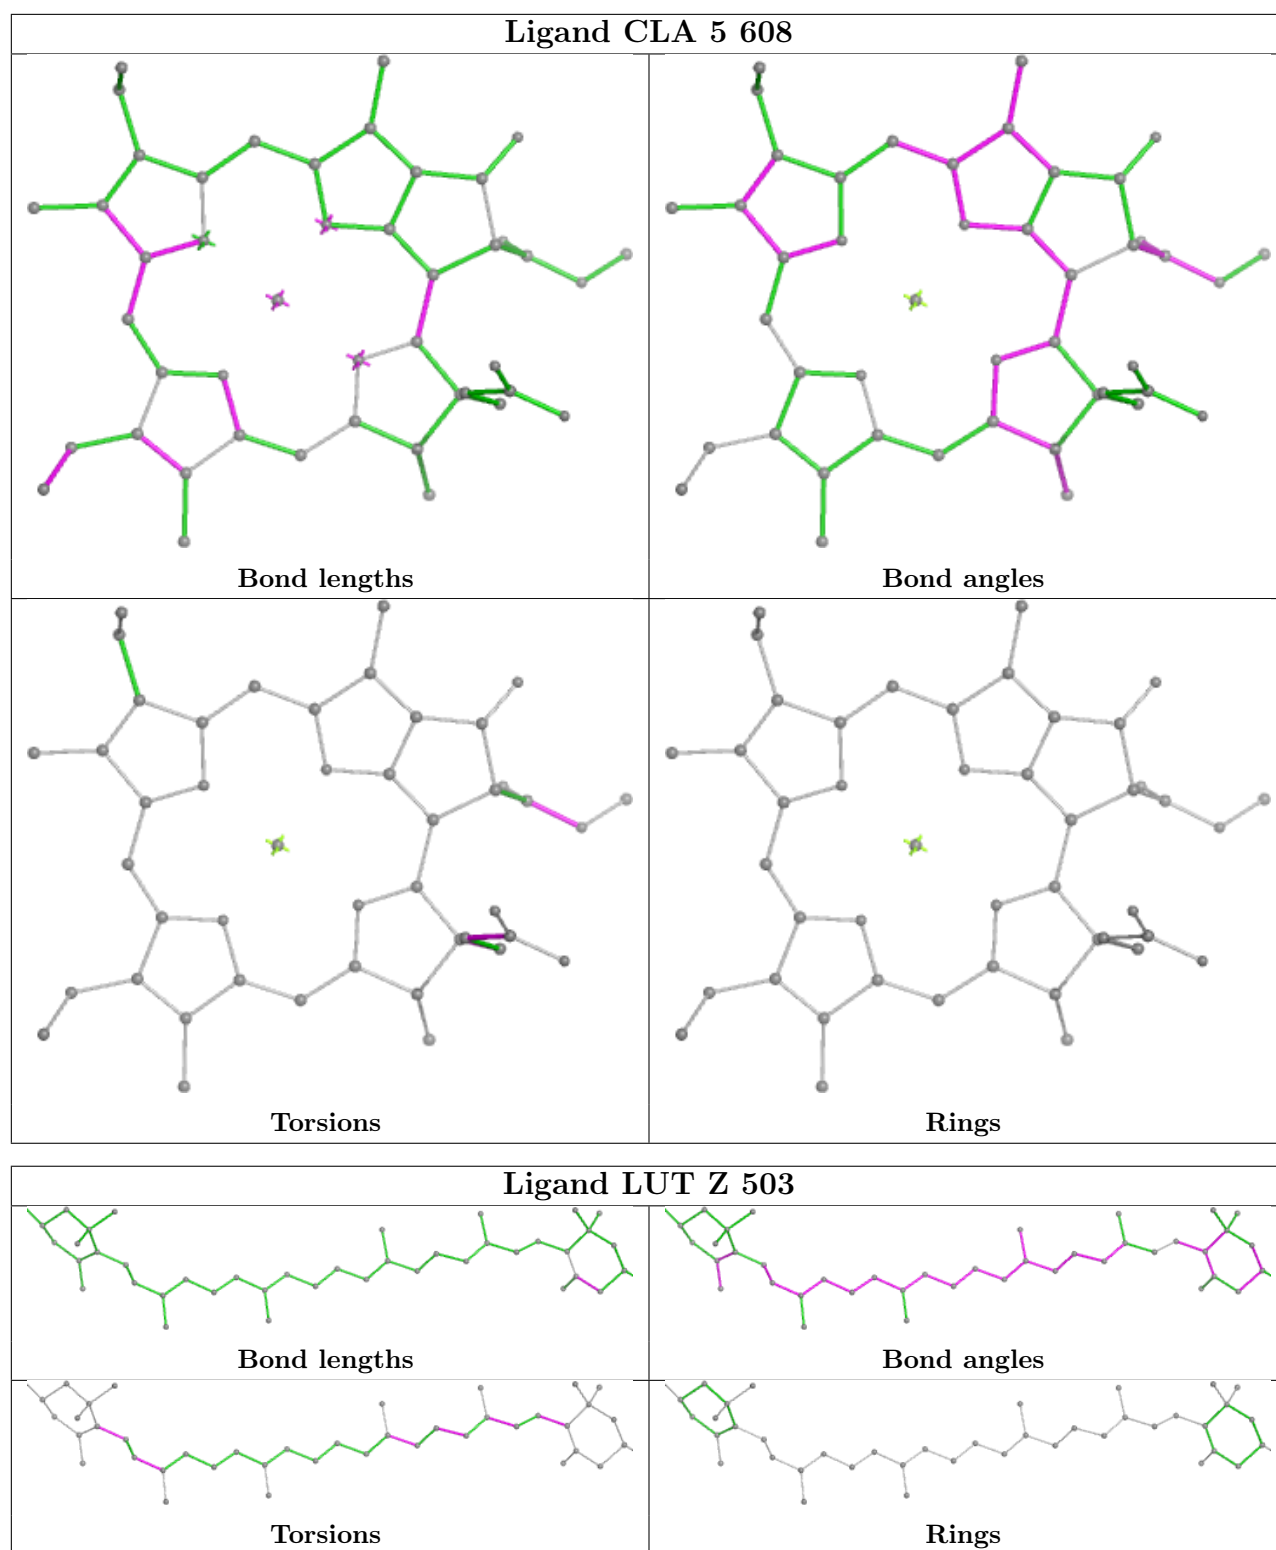 Ligand CLA 5 608
Bond lengths
Bond angles
Torsions
Rings
Ligand LUT Z 503
Bond lengths
Bond angles
Torsions
Rings